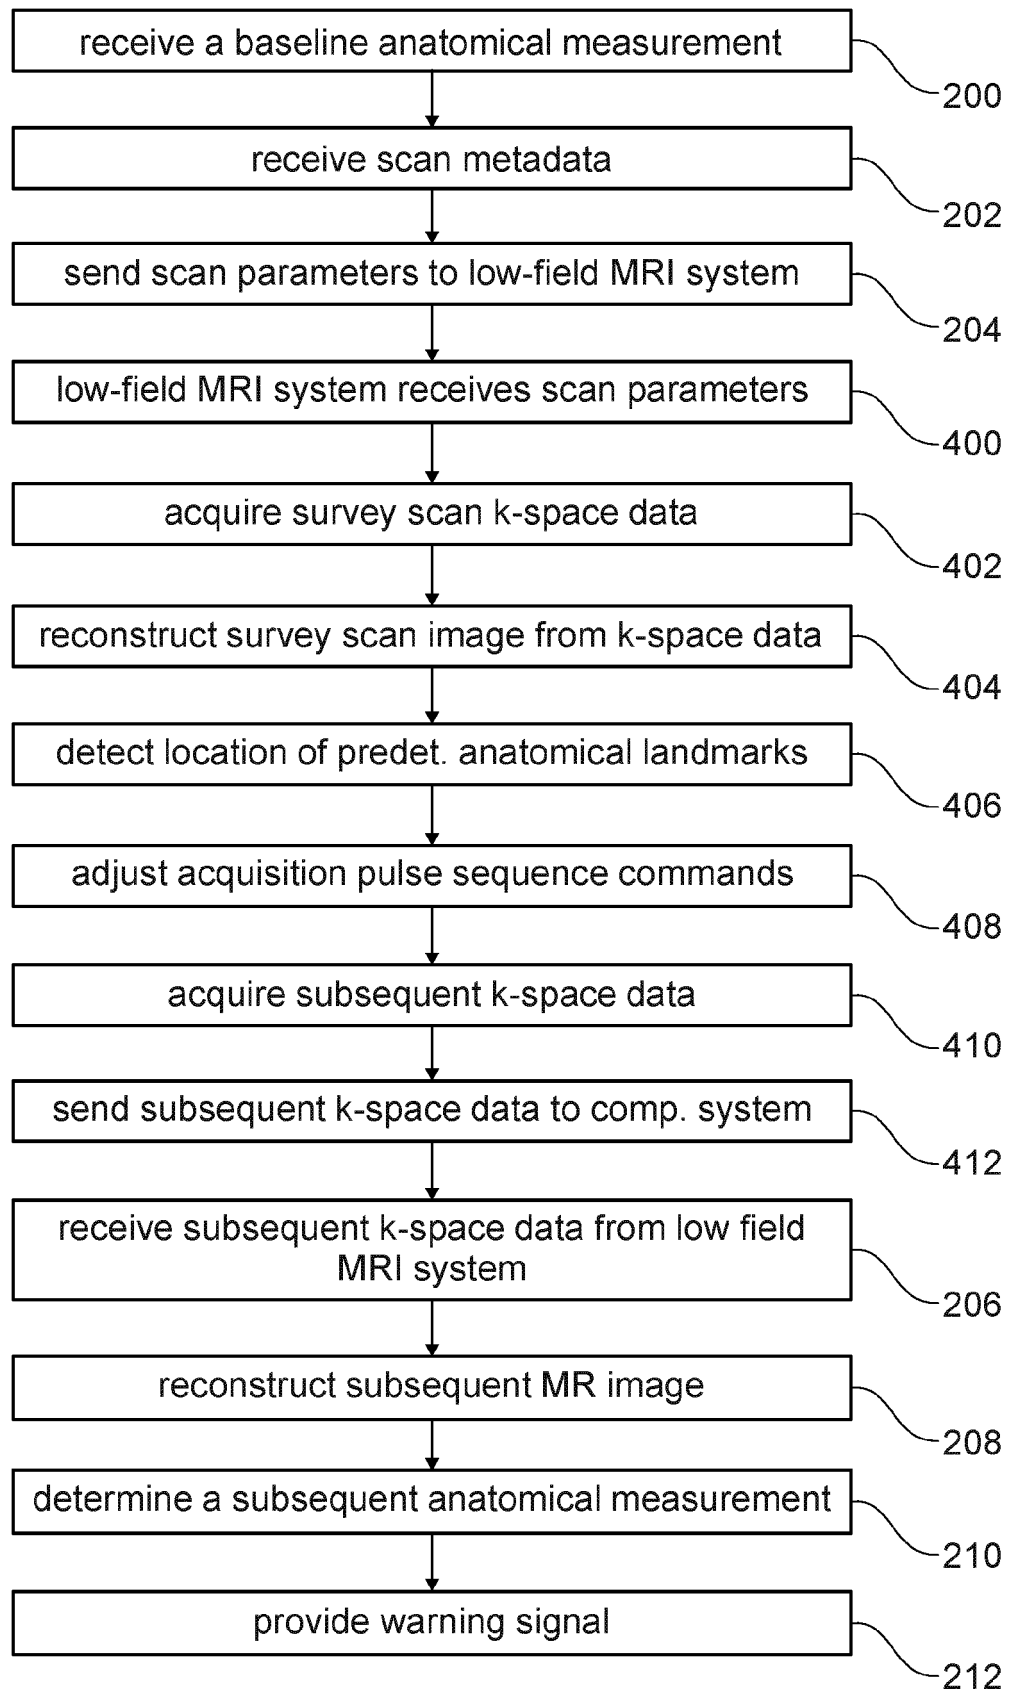 receive a baseline anatomical measurement
200
receive scan metadata
202
send scan parameters to low-field MRI system
204
low-field MRI system receives scan parameters
400
acquire survey scan k-space data
402
reconstruct survey scan image from k-space data
404
detect location of predet. anatomical landmarks
406
adjust acquisition pulse sequence commands
408
acquire subsequent k-space data
410
send subsequent k-space data to comp. system
412
receive subsequent k-space data from low field
MRI system
206
reconstruct subsequent MR image
208
determine a subsequent anatomical measurement
210
provide warning signal
212